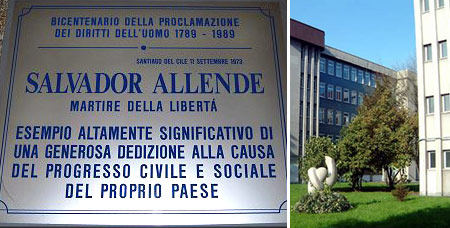 BICENTENARIO DELLA PROCLAMAZIONE
DEI DIRITTI DELL'UOMO 1789 - 1989
SANTIAGO DEL CILE 11 SETTEMBRE 1973
SALVADOR ALLENDE
MARTIRE DELLA LIBERTÁ
ESEMPIO ALTAMENTE SIGNIFICATIVO DI
UNA GENEROSA DEDIZIONE ALLA CAUSA
DEL PROGRESSO CIVILE E SOCIALE
DEL PROPRIO PAESE